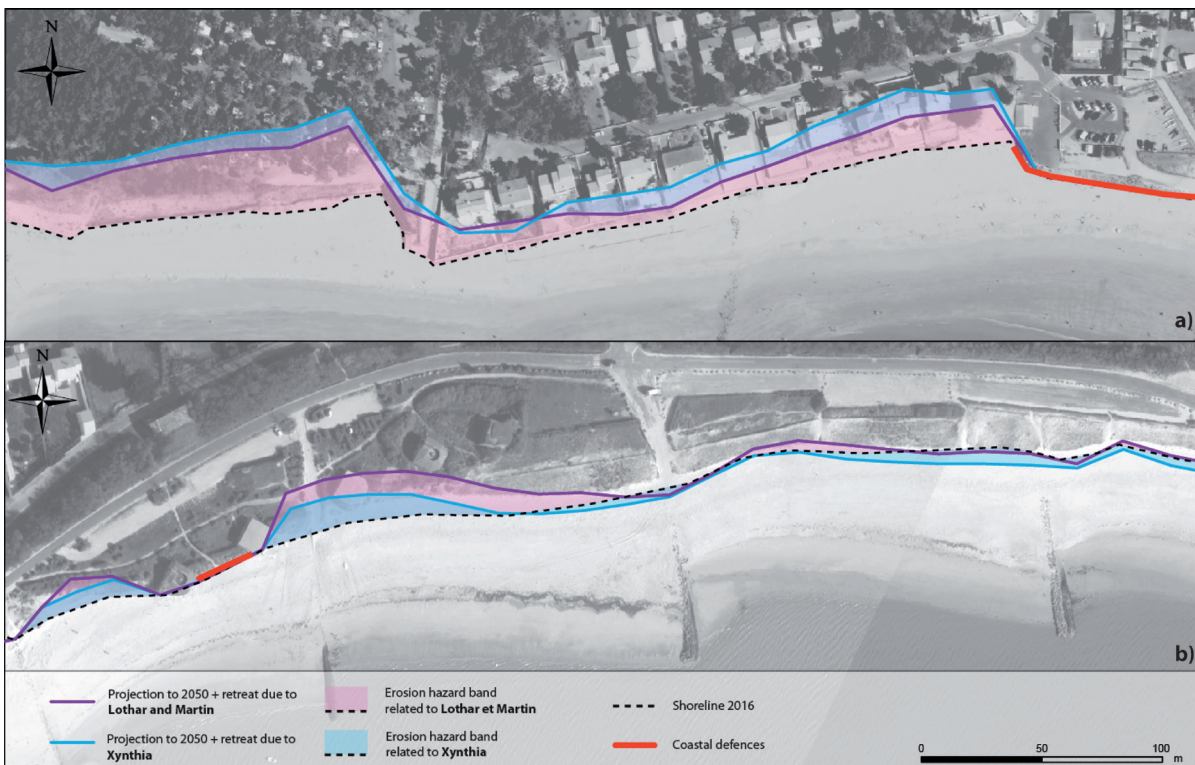 N
a)
N
b)
Projection to 2050 + retreat due to
Lothar and Martin
Erosion hazard band
related to Lothar et Martin
Shoreline 2016
Projection to 2050 + retreat due to
Xynthia
Erosion hazard band
related to Xynthia
Coastal defences
0 50 100
m